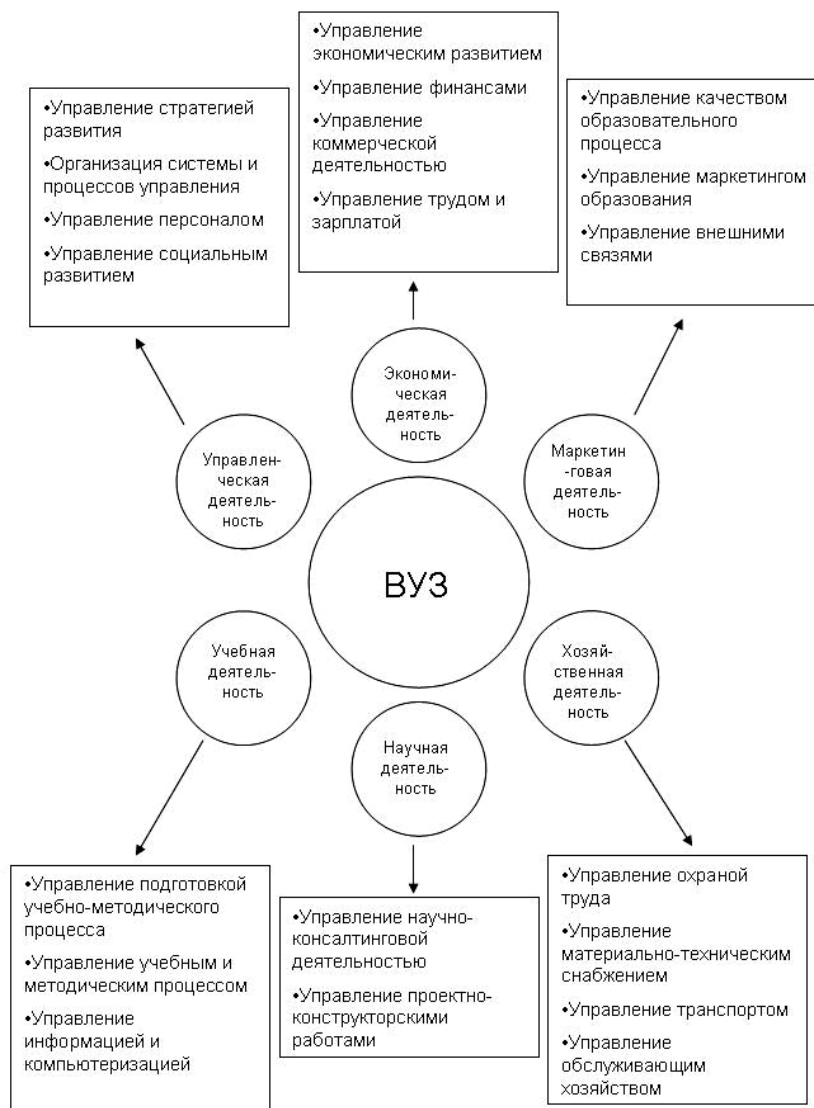 •Управление стратегией
развития
•Организация системы и
процессов управления
•Управление персоналом
•Управление социальным
развитием
•Управление
экономическим развитием
•Управление финансами
•Управление
коммерческой
деятельностью
•Управление трудом и
зарплатой
•Управление качеством
образовательного
процесса
•Управление маркетингом
образования
•Управление внешними
связями
Управлен-
ческая
деятель-
ность
Экономи-
ческая
деятель-
ность
Маркетин
-говая
деятель-
ность
ВУЗ
Учебная
деятель-
ность
Научная
деятель-
ность
Хозяй-
ственная
деятель-
ность
•Управление подготовкой
учебно-методического
процесса
•Управление учебным и
методическим процессом
•Управление
информацией и
компьютеризацией
•Управление научно-
консалтинговой
деятельностью
•Управление проектно-
конструкторскими
работами
•Управление охраной
труда
•Управление
материально-техническим
снабжением
•Управление транспортом
•Управление
обслуживающим
хозяйством